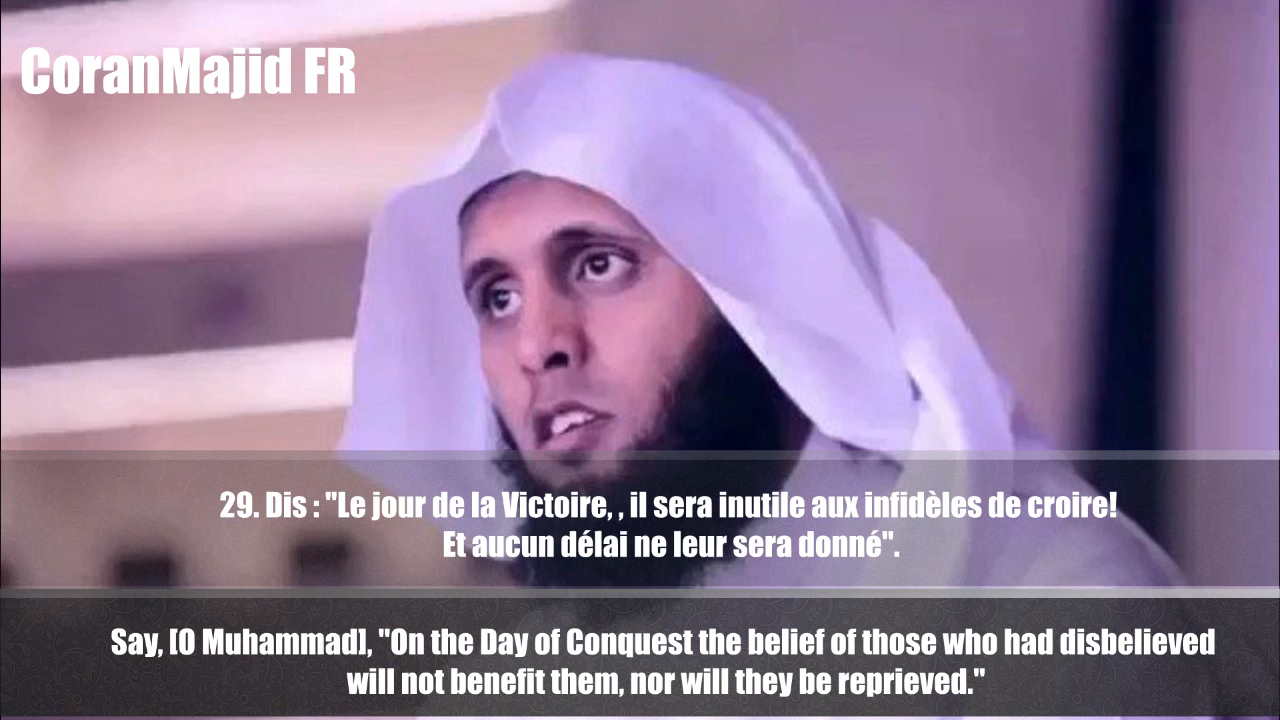 CoranMajid FR
29. Dis : "Le jour de la Victoire, , il sera inutile aux infidèles de croire!
Et aucun délai ne leur sera donné".
Say, [O Muhammad], "On the Day of Conquest the belief of those who had disbelieved
will not benefit them, nor will they be reprieved."